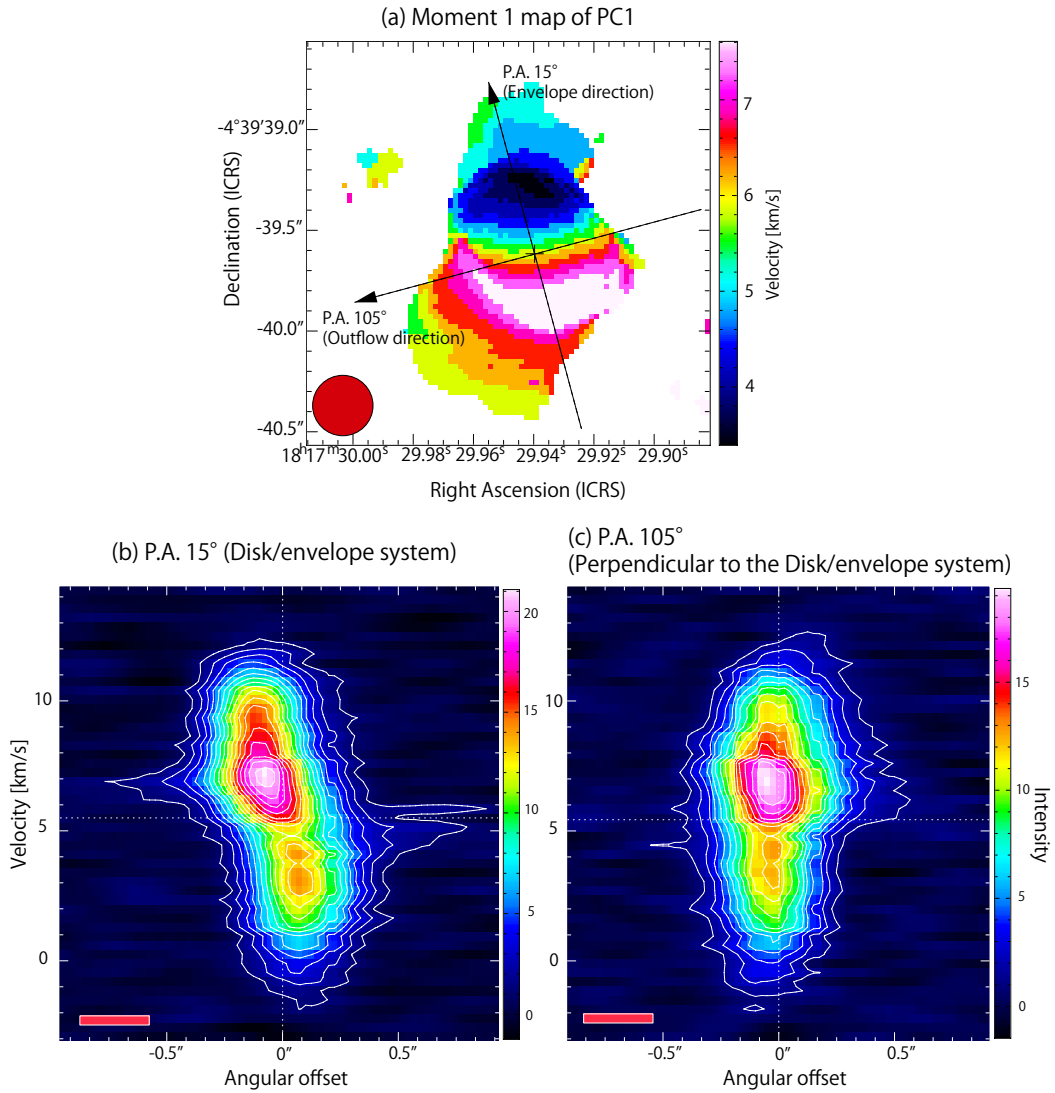 (a) Moment 1 map of PC1
P.A. 15°
(Envelope direction)
-4°39′39.0″
-39.5″
-40.0″
-40.5″
Declination (ICRS)
P.A. 105°
(Outflow direction)
7
6
5
4
Velocity [km/s]
18h17m30.00s 29.98s 29.96s 29.94s 29.92s 29.90s
Right Ascension (ICRS)
(b) P.A. 15° (Disk/envelope system)
10
5
0
Velocity [km/s]
20
15
10
5
0
-0.5″ 0″ 0.5″
Angular offset
(c) P.A. 105°
(Perpendicular to the Disk/envelope system)
10
5
0
15
10
5
0
Intensity
-0.5″ 0″ 0.5″
Angular offset